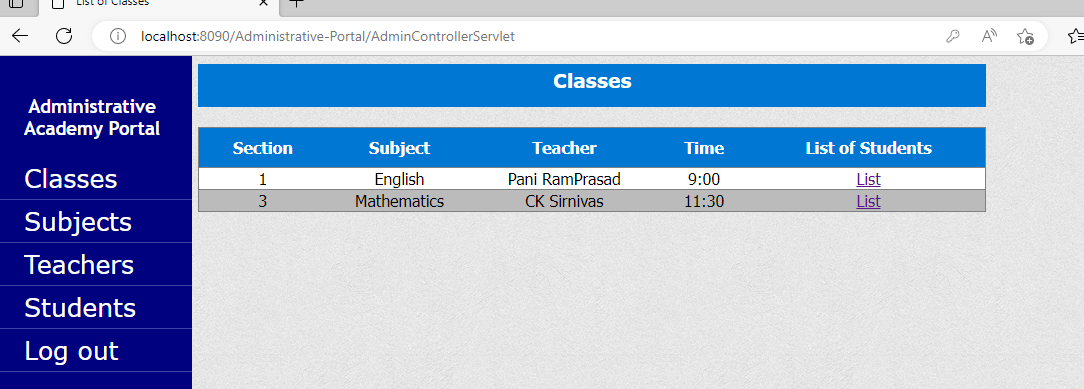 List of Classes
localhost:8090/Administrative-Portal/AdminControllerServlet
Administrative
Academy Portal
Classes
Subjects
Teachers
Students
Log out
Classes
Section Subject Teacher Time List of Students
1 English Pani RamPrasad 9:00 List
3 Mathematics CK Sirnivas 11:30 List